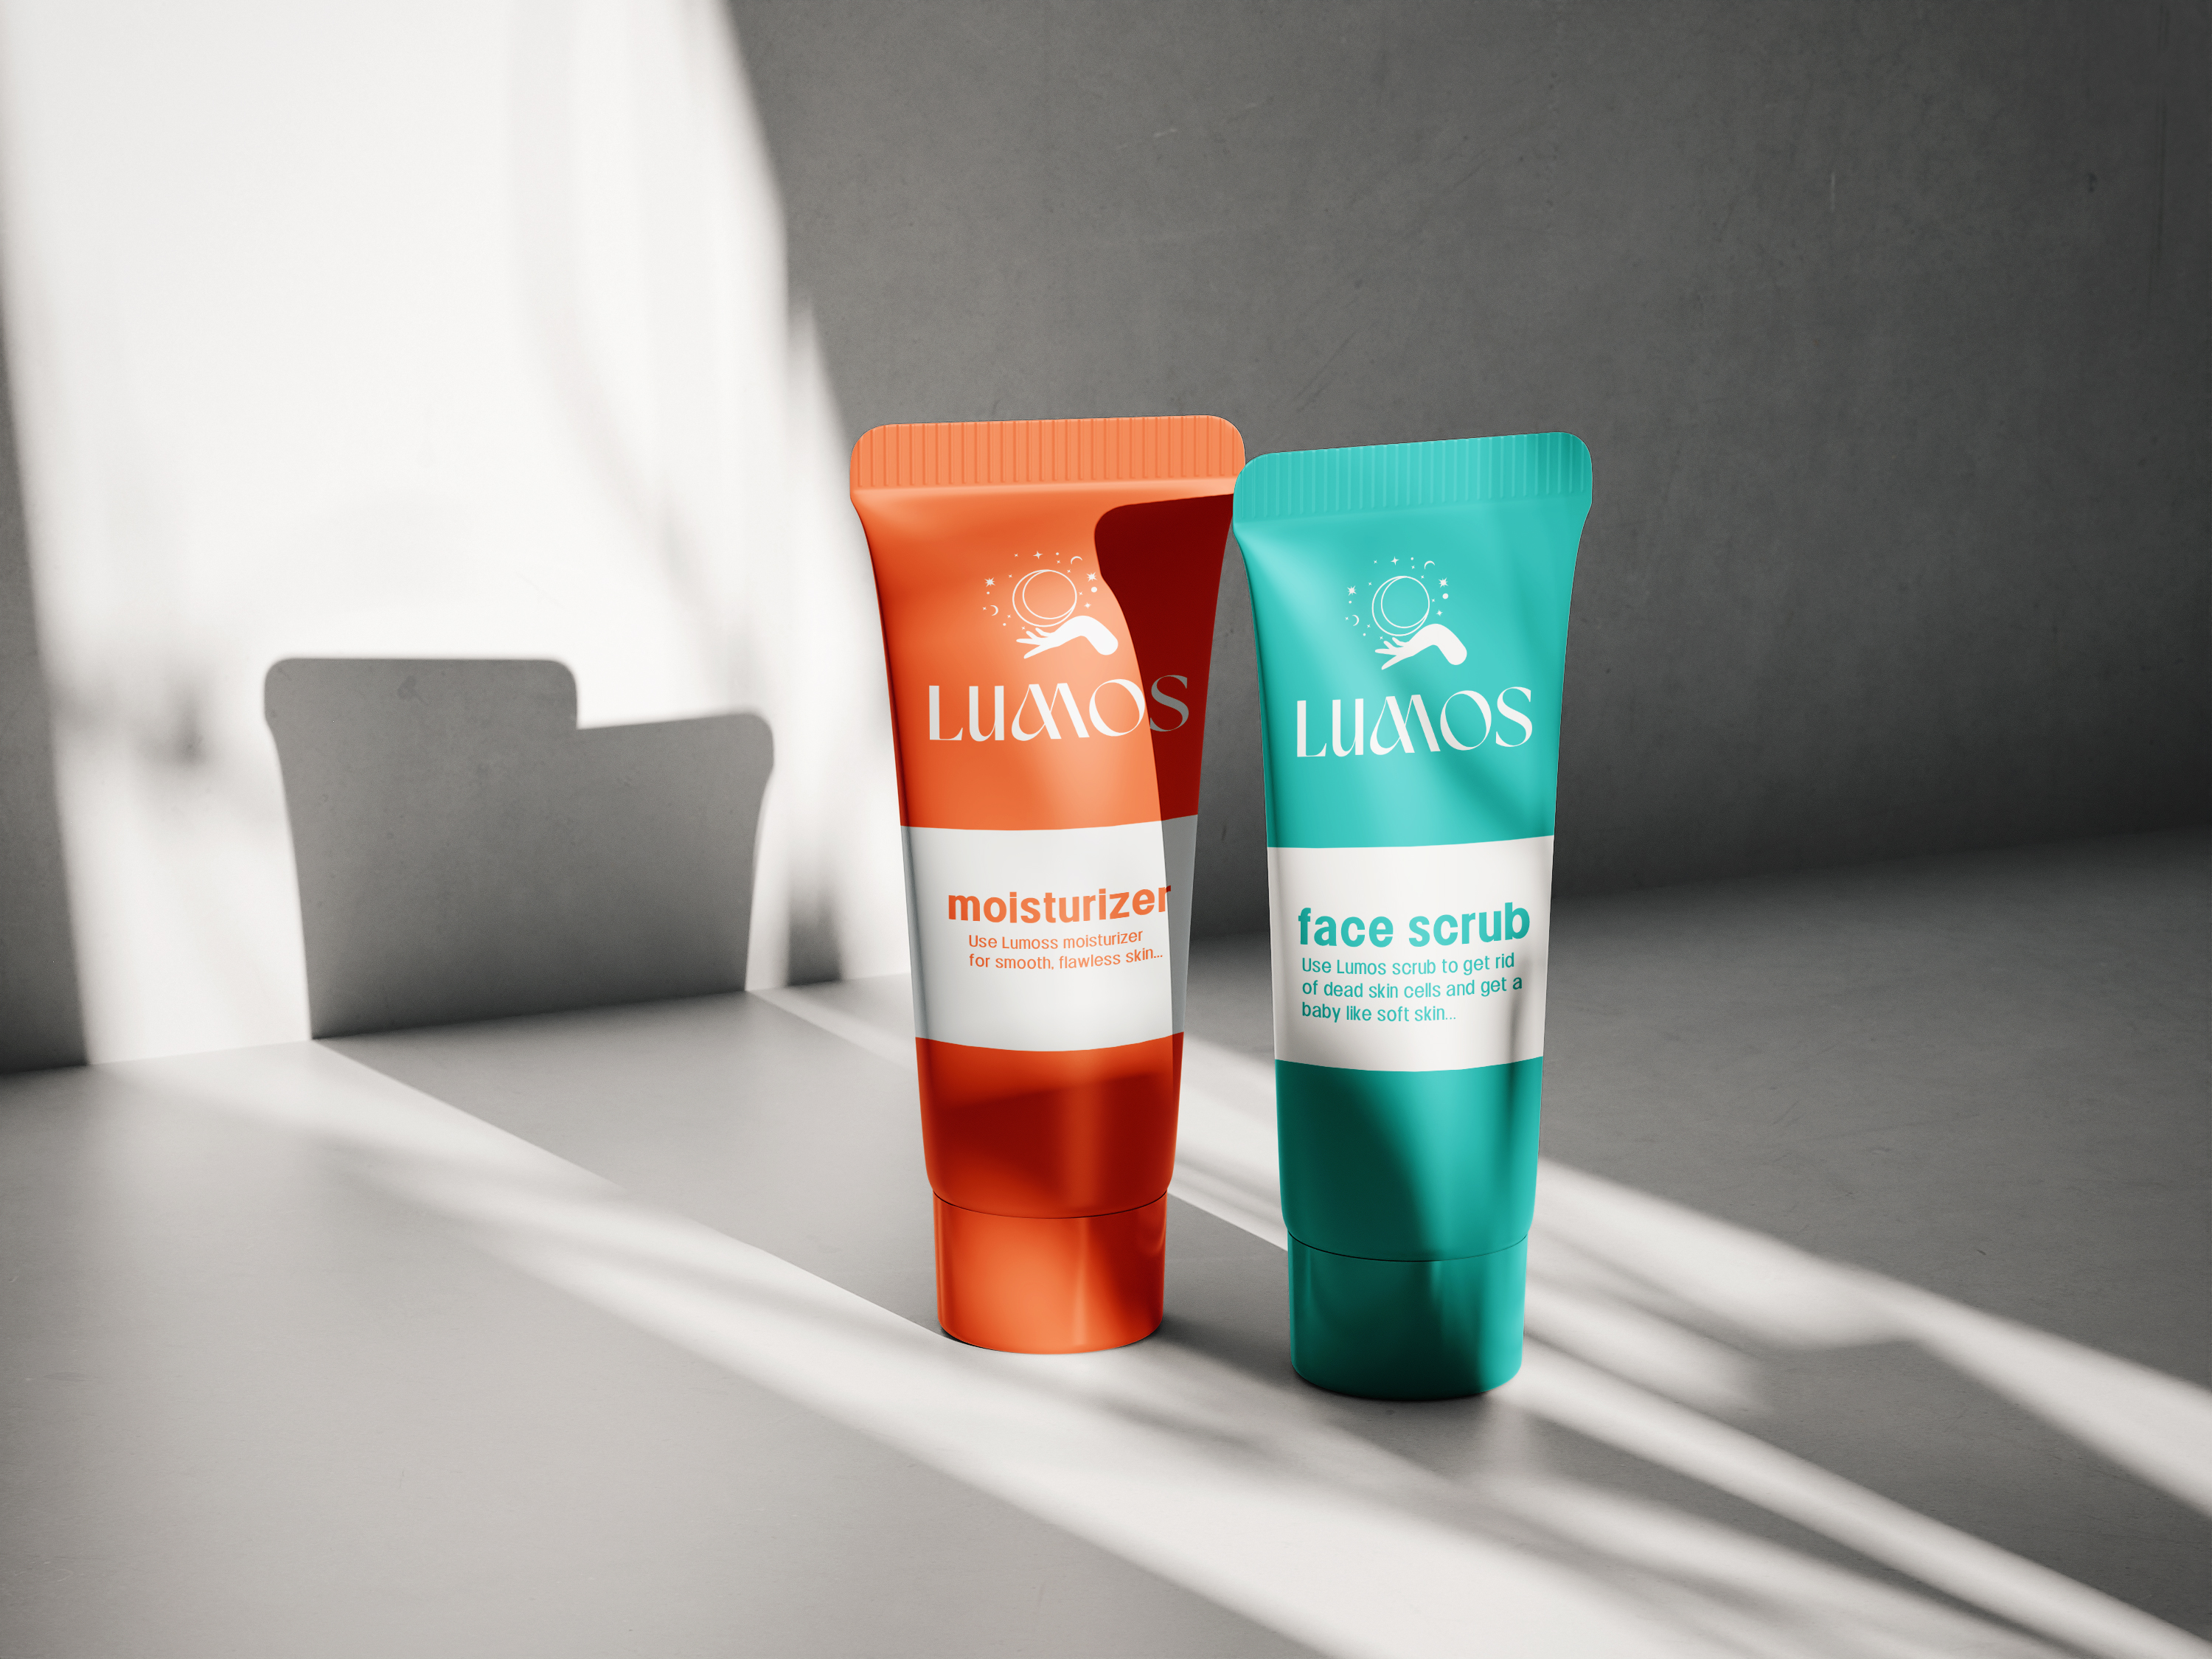 LUMOS
moisturizer
Use Lumoss moisturizer
for smooth, flawless skin...
LUMOS
face scrub
Use Lumos scrub to get rid
of dead skin cells and get a
baby like soft skin...